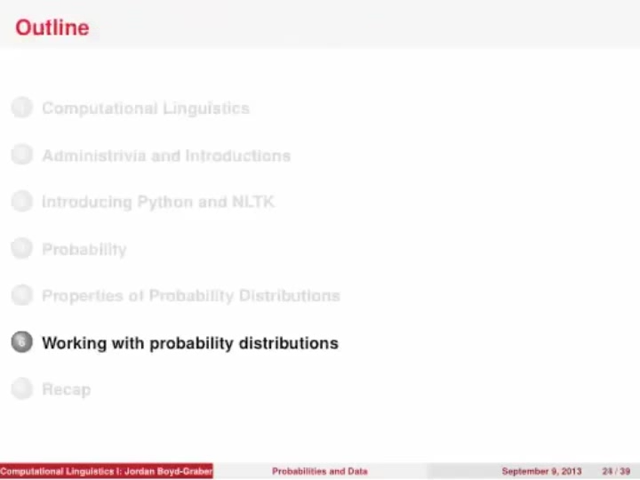 Outline
1 Computational Linguistics
2 Administrivia and Introductions
3 Introducing Python and NLTK
4 Probability
5 Properties of Probability Distributions
6 Working with probability distributions
7 Recap
Computational Linguistics I: Jordan Boyd-Graber Probabilities and Data September 9, 2013 24 / 39